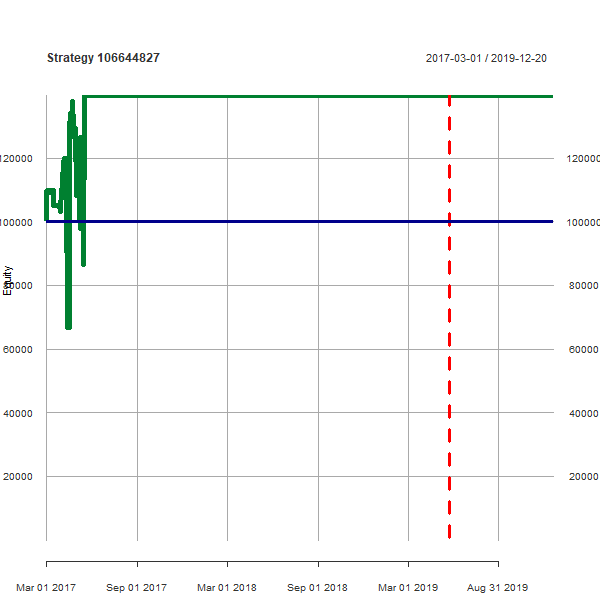 Strategy 106644827
2017-03-01 / 2019-12-20
120000
120000
100000
100000
Equity
80000
80000
60000
60000
40000
40000
20000
20000
Mar 01 2017
Sep 01 2017
Mar 01 2018
Sep 01 2018
Mar 01 2019
Aug 31 2019